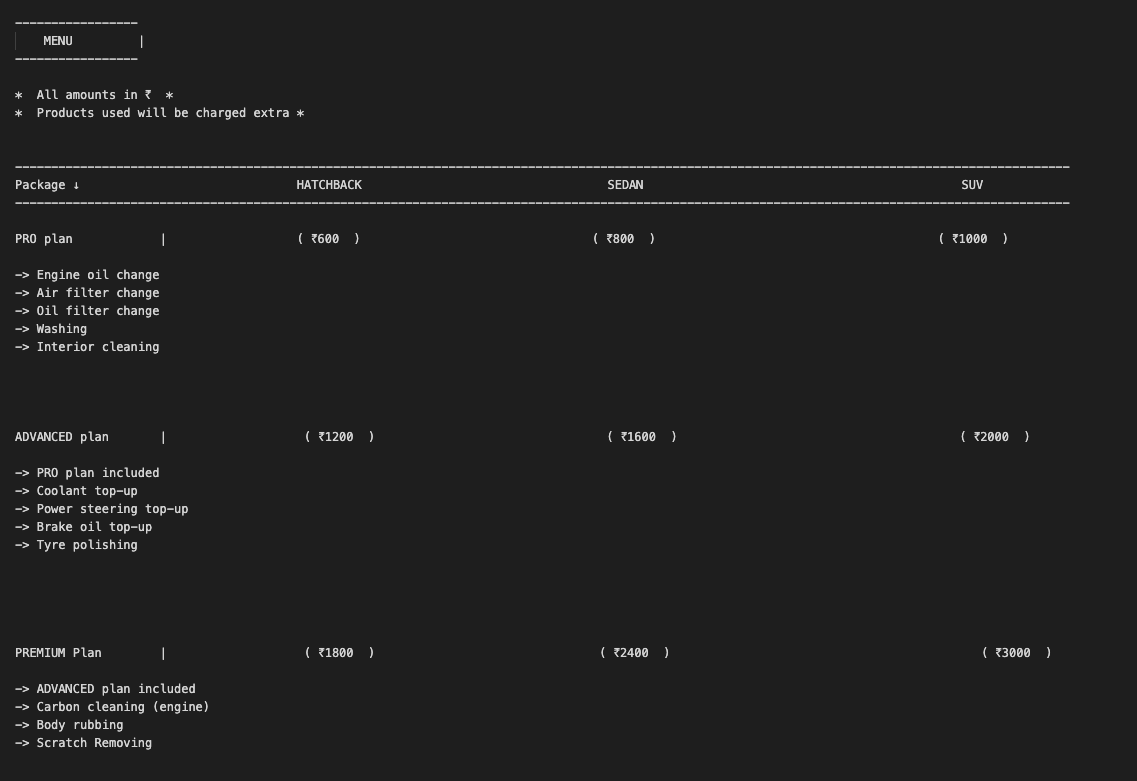 -----------------
|    MENU         |
-----------------
*  All amounts in ₹  *
*  Products used will be charged extra *
--------------------------------------------------------------------------------------------------------------------------------------------------
Package ↓                              HATCHBACK                                  SEDAN                                            SUV
--------------------------------------------------------------------------------------------------------------------------------------------------
PRO plan            |                  ( ₹600  )                                ( ₹800  )                                       ( ₹1000  )
-> Engine oil change
-> Air filter change
-> Oil filter change
-> Washing
-> Interior cleaning
ADVANCED plan       |                   ( ₹1200  )                                ( ₹1600  )                                       ( ₹2000  )
-> PRO plan included
-> Coolant top-up
-> Power steering top-up
-> Brake oil top-up
-> Tyre polishing
PREMIUM Plan        |                   ( ₹1800  )                               ( ₹2400  )                                           ( ₹3000  )
-> ADVANCED plan included
-> Carbon cleaning (engine)
-> Body rubbing
-> Scratch Removing